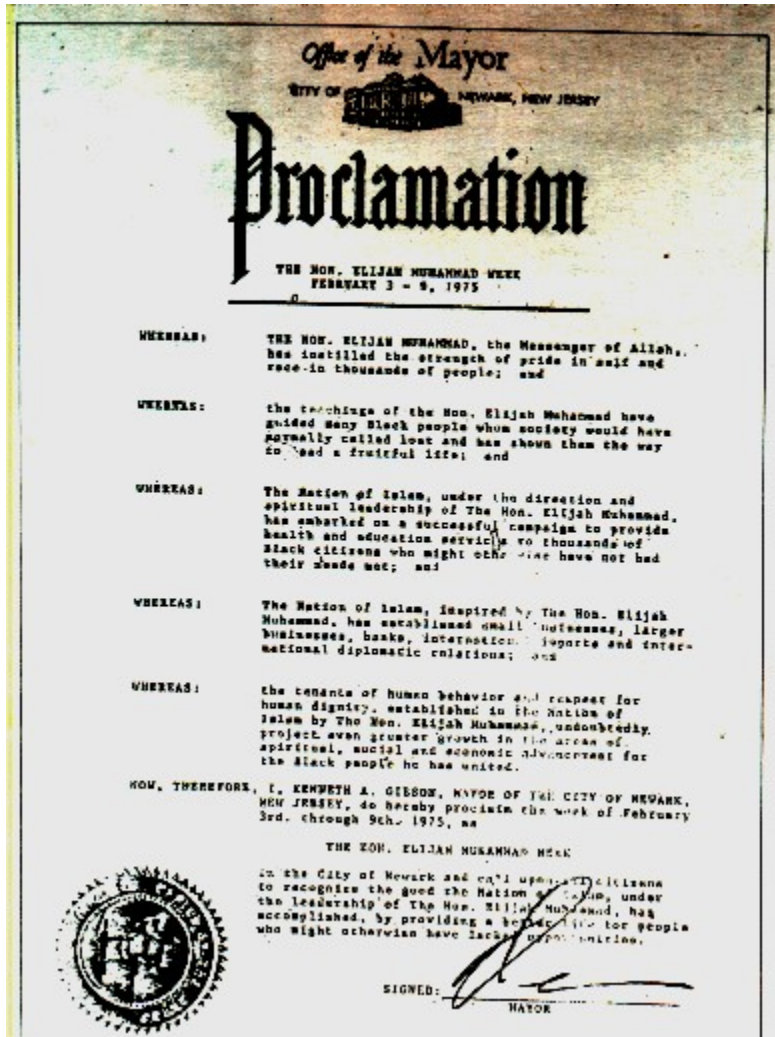 Office of the Mayor
CITY OF NEWARK, NEW JERSEY
Proclamation
THE HON. ELIJAH MUHAMMAD WEEK
FEBRUARY 3 - 9, 1975
WHEREAS: THE HON. ELIJAH MUHAMMAD, the Messenger of Allah,
has instilled the strength of pride in self and
race in thousands of people; and
WHEREAS: the teachings of the Hon. Elijah Muhammad have
guided many Black people whom society would have
normally called lost and has shown them the way
to lead a fruitful life; and
WHEREAS: The Nation of Islam, under the direction and
spiritual leadership of The Hon. Elijah Muhammad,
has embarked on a successful campaign to provide
health and education services to thousands of
Black citizens who might otherwise have not had
their needs met; and
WHEREAS: The Nation of Islam, inspired by The Hon. Elijah
Muhammad, has established small businesses, larger
businesses, banks, international imports and inter-
national diplomatic relations; and
WHEREAS: the tenants of human behavior and respect for
human dignity, established in the Nation of
Islam by The Hon. Elijah Muhammad, undoubtedly
project even greater growth in the areas of
spiritual, social and economic advancement for
the Black people he has united.
NOW, THEREFORE, I, KENNETH A. GIBSON, MAYOR OF THE CITY OF NEWARK,
NEW JERSEY, do hereby proclaim the week of February
3rd. through 9th. 1975, as
THE HON. ELIJAH MUHAMMAD WEEK
in the City of Newark and call upon all citizens
to recognize the good the Nation of Islam, under
the leadership of The Hon. Elijah Muhammad, has
accomplished, by providing a better life for people
who might otherwise have lacked opportunities.
SIGNED:
MAYOR